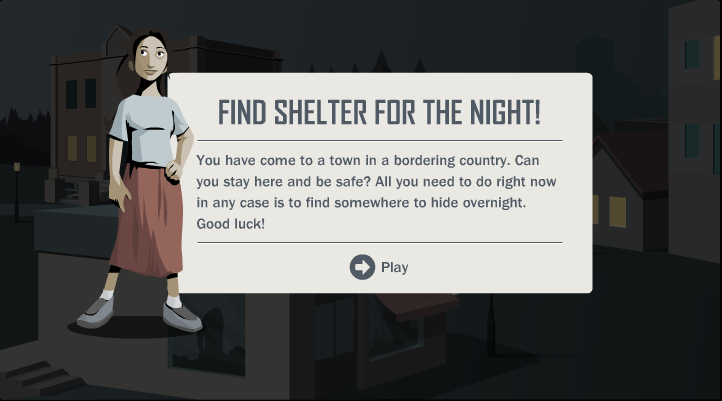 FIND SHELTER FOR THE NIGHT!
You have come to a town in a bordering country. Can
you stay here and be safe? All you need to do right now
in any case is to find somewhere to hide overnight.
Good luck!
Play